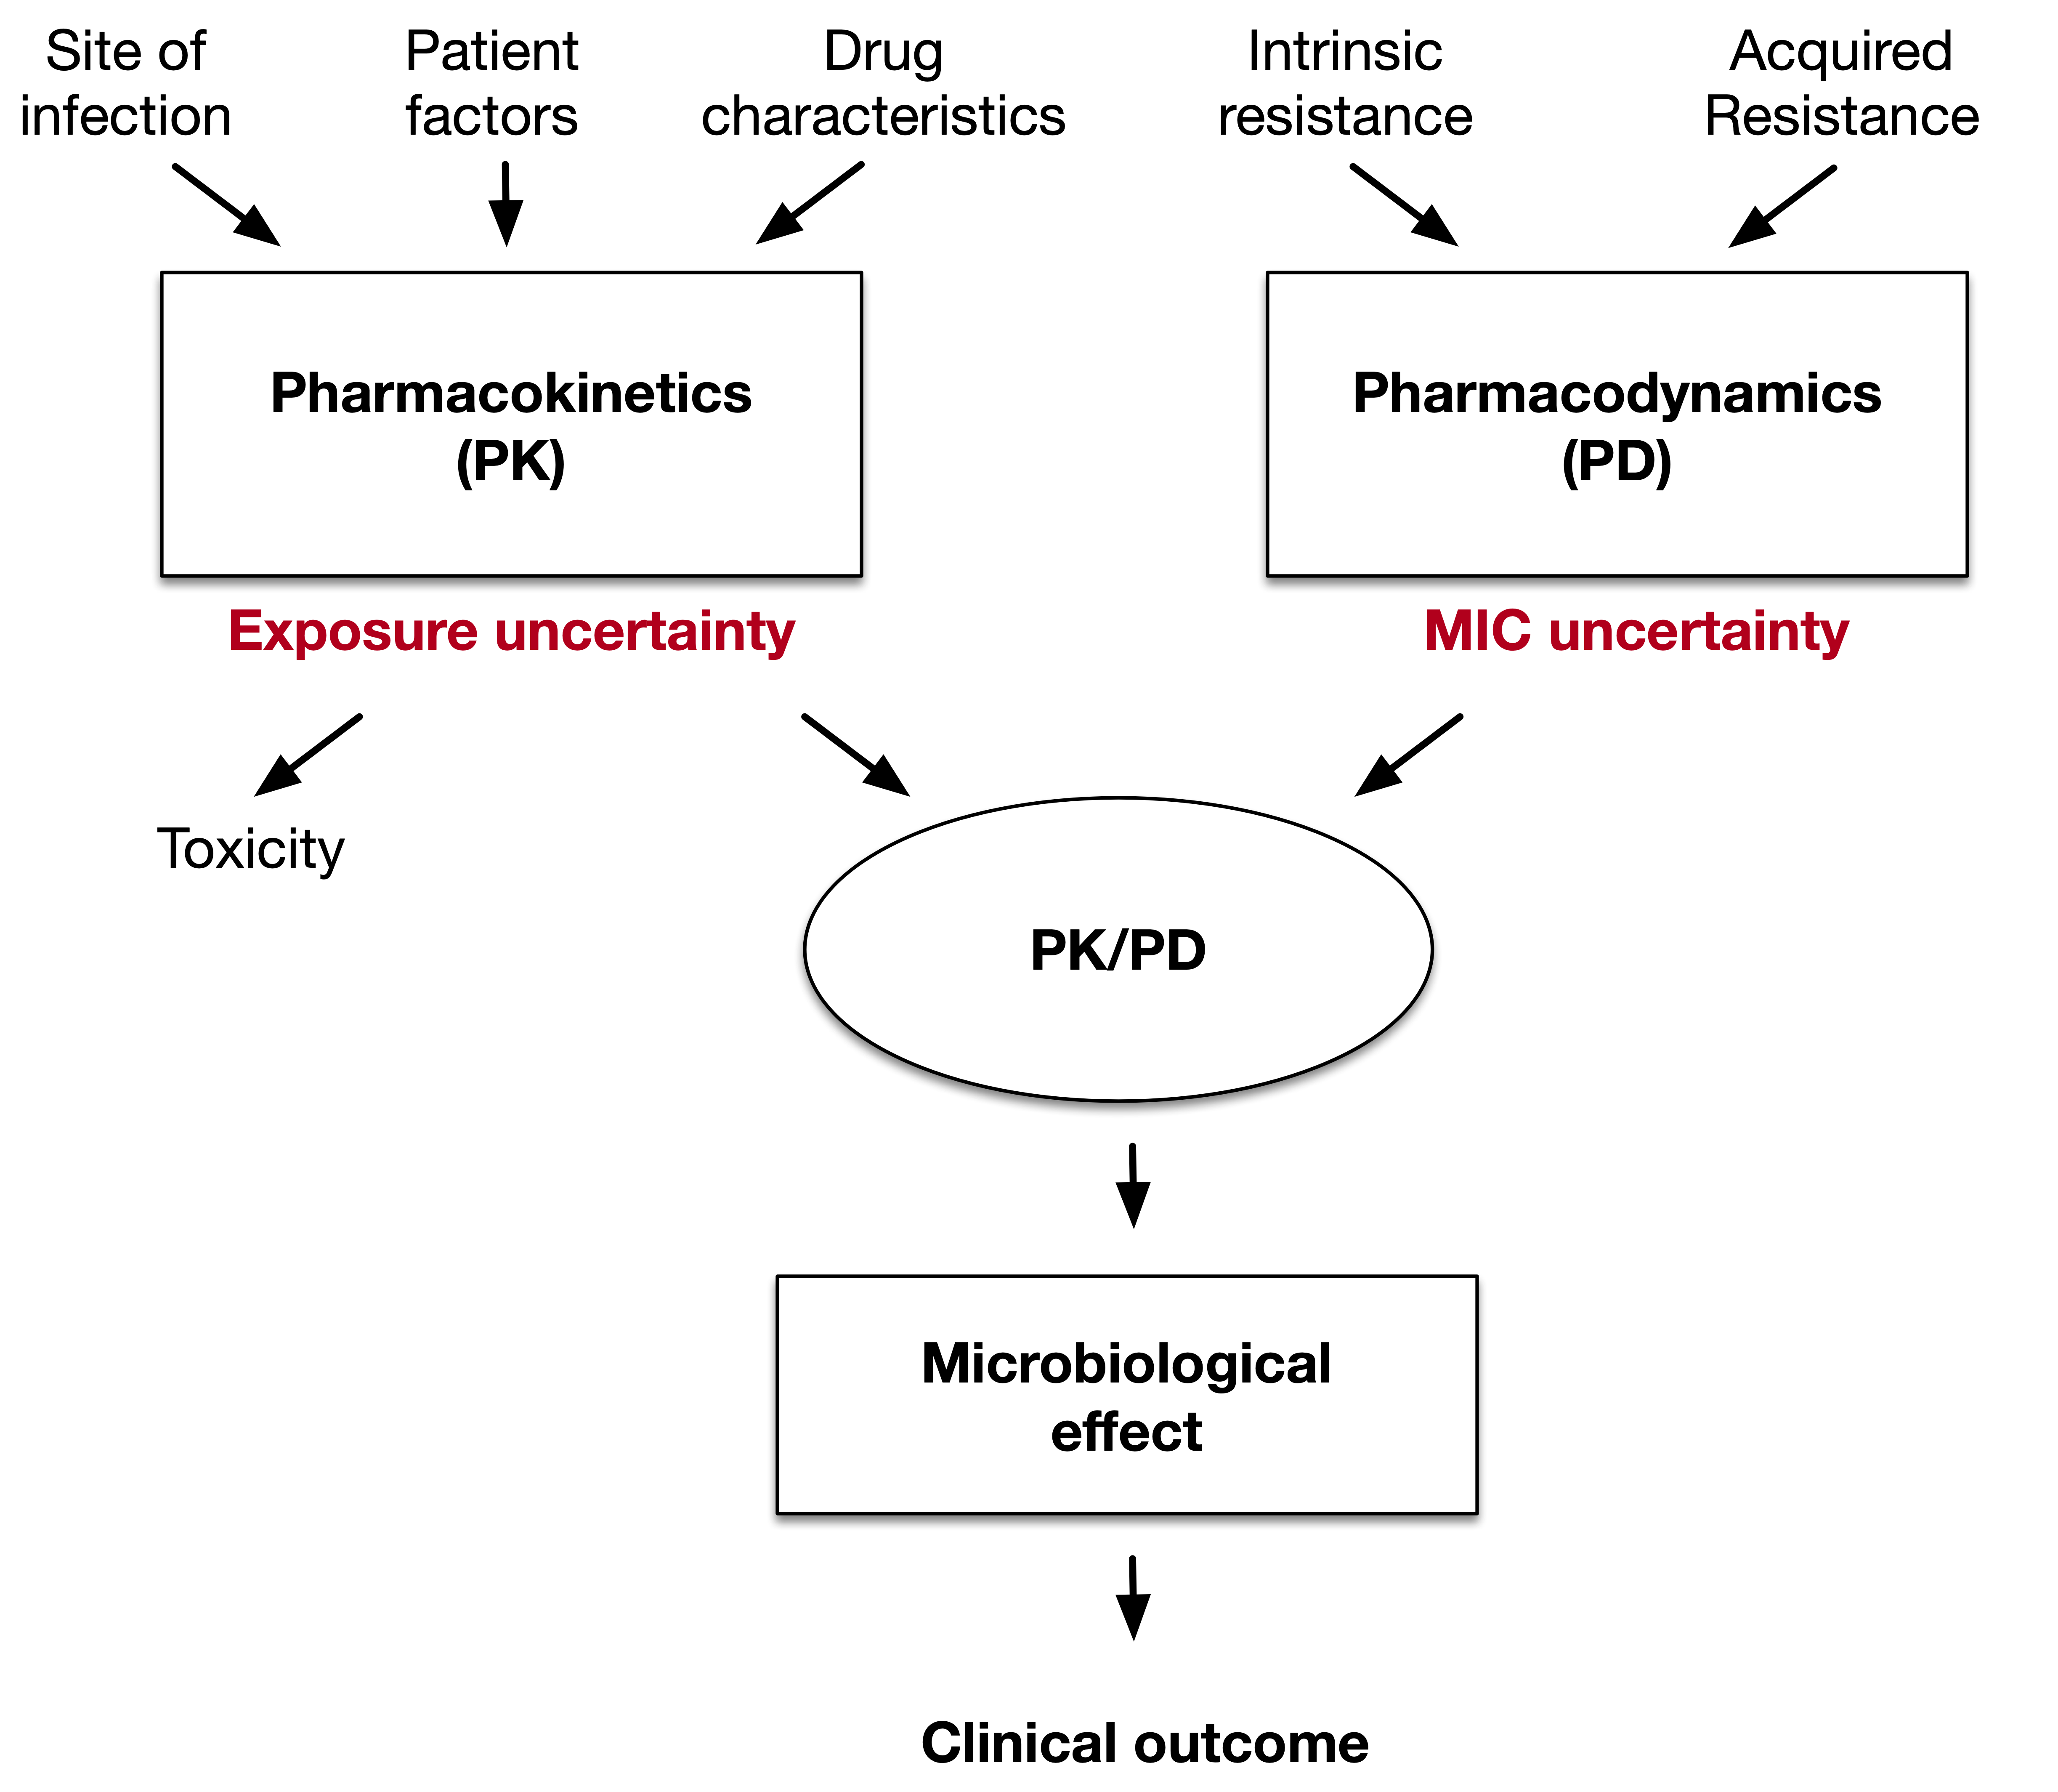 Site of
infection
Patient
factors
Drug
characteristics
Intrinsic
resistance
Acquired
Resistance
Pharmacokinetics
(PK)
Pharmacodynamics
(PD)
Exposure uncertainty
MIC uncertainty
Toxicity
PK/PD
Microbiological
effect
Clinical outcome